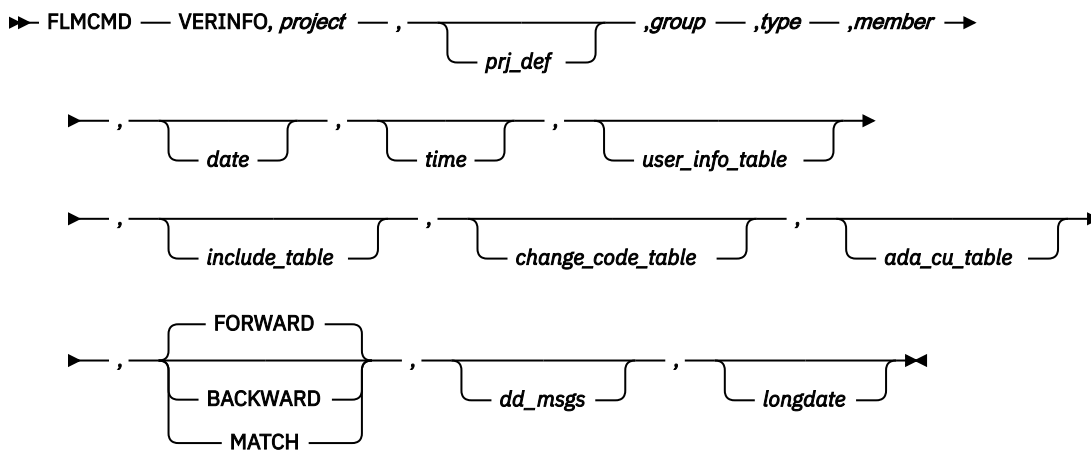 FLMCMD VERINFO, project , ,group ,type ,member
prj_def
, , ,
date time user_info_table
, , ,
include_table change_code_table ada_cu_table
FORWARD
, , ,
BACKWARD dd_msgs longdate
MATCH